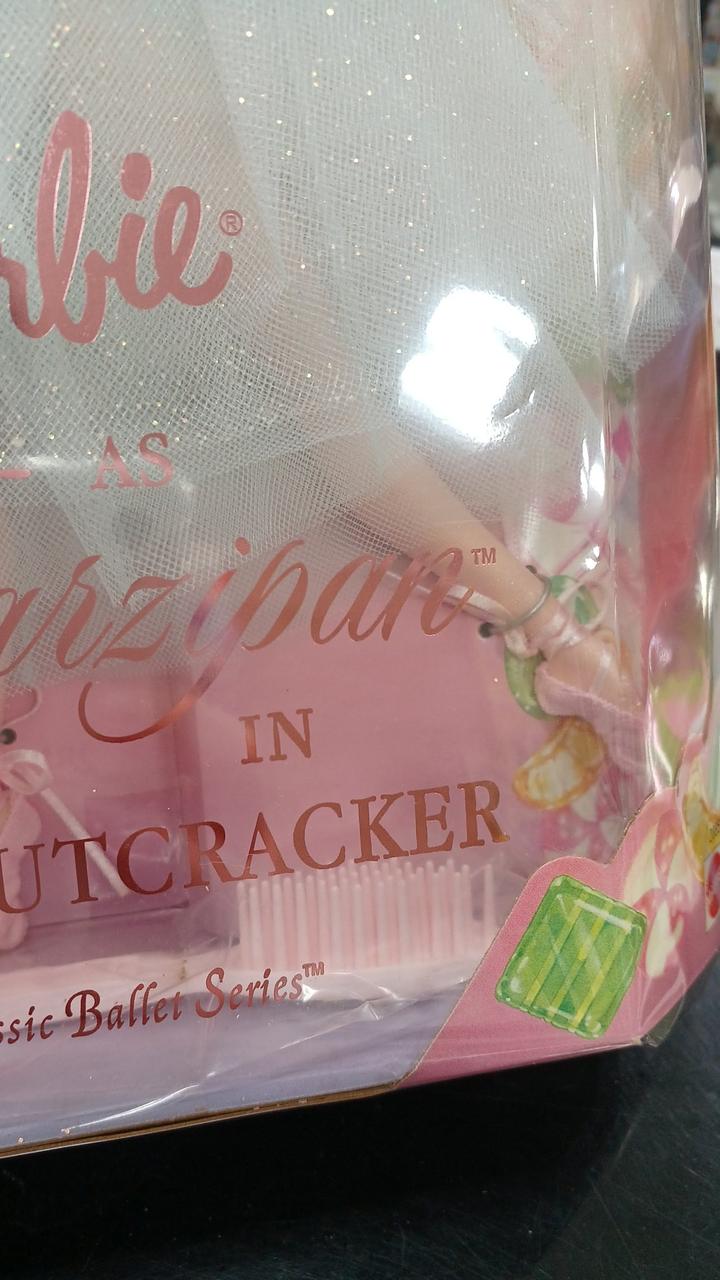 rbie®
AS
arzipan™
IN
UTCRACKER
ssic Ballet Series™